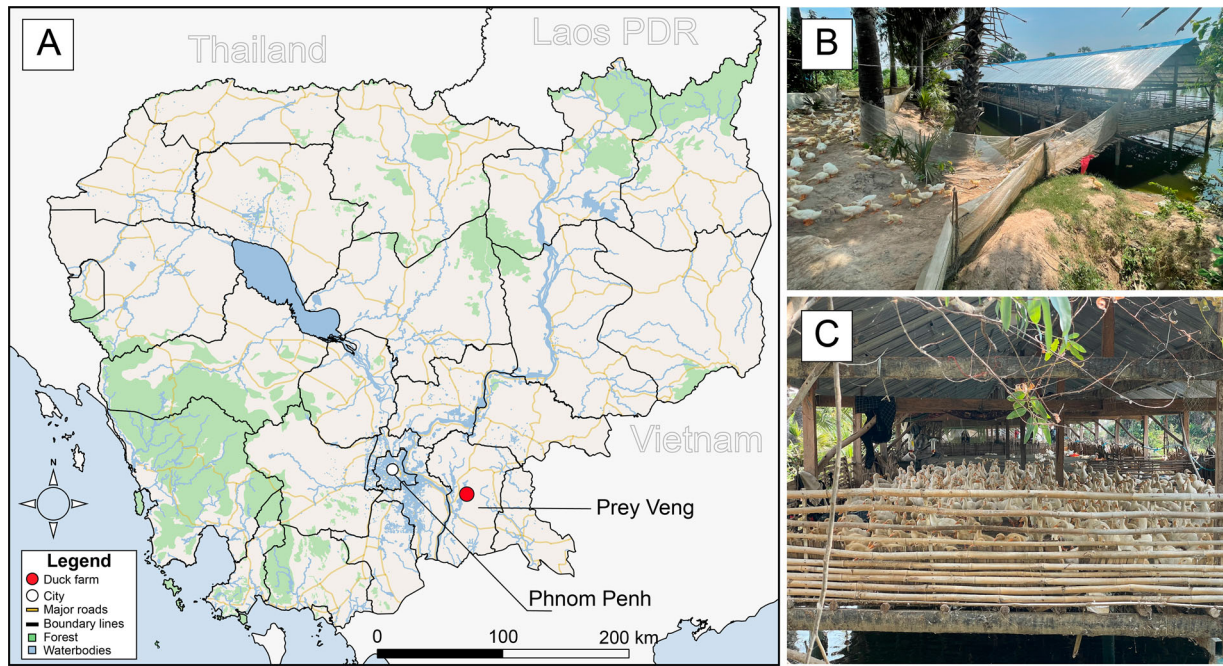 A
Thailand
Laos PDR
Vietnam
Prey Veng
Phnom Penh
N
Legend
Duck farm
City
Major roads
Boundary lines
Forest
Waterbodies
0 100 200 km
B
C